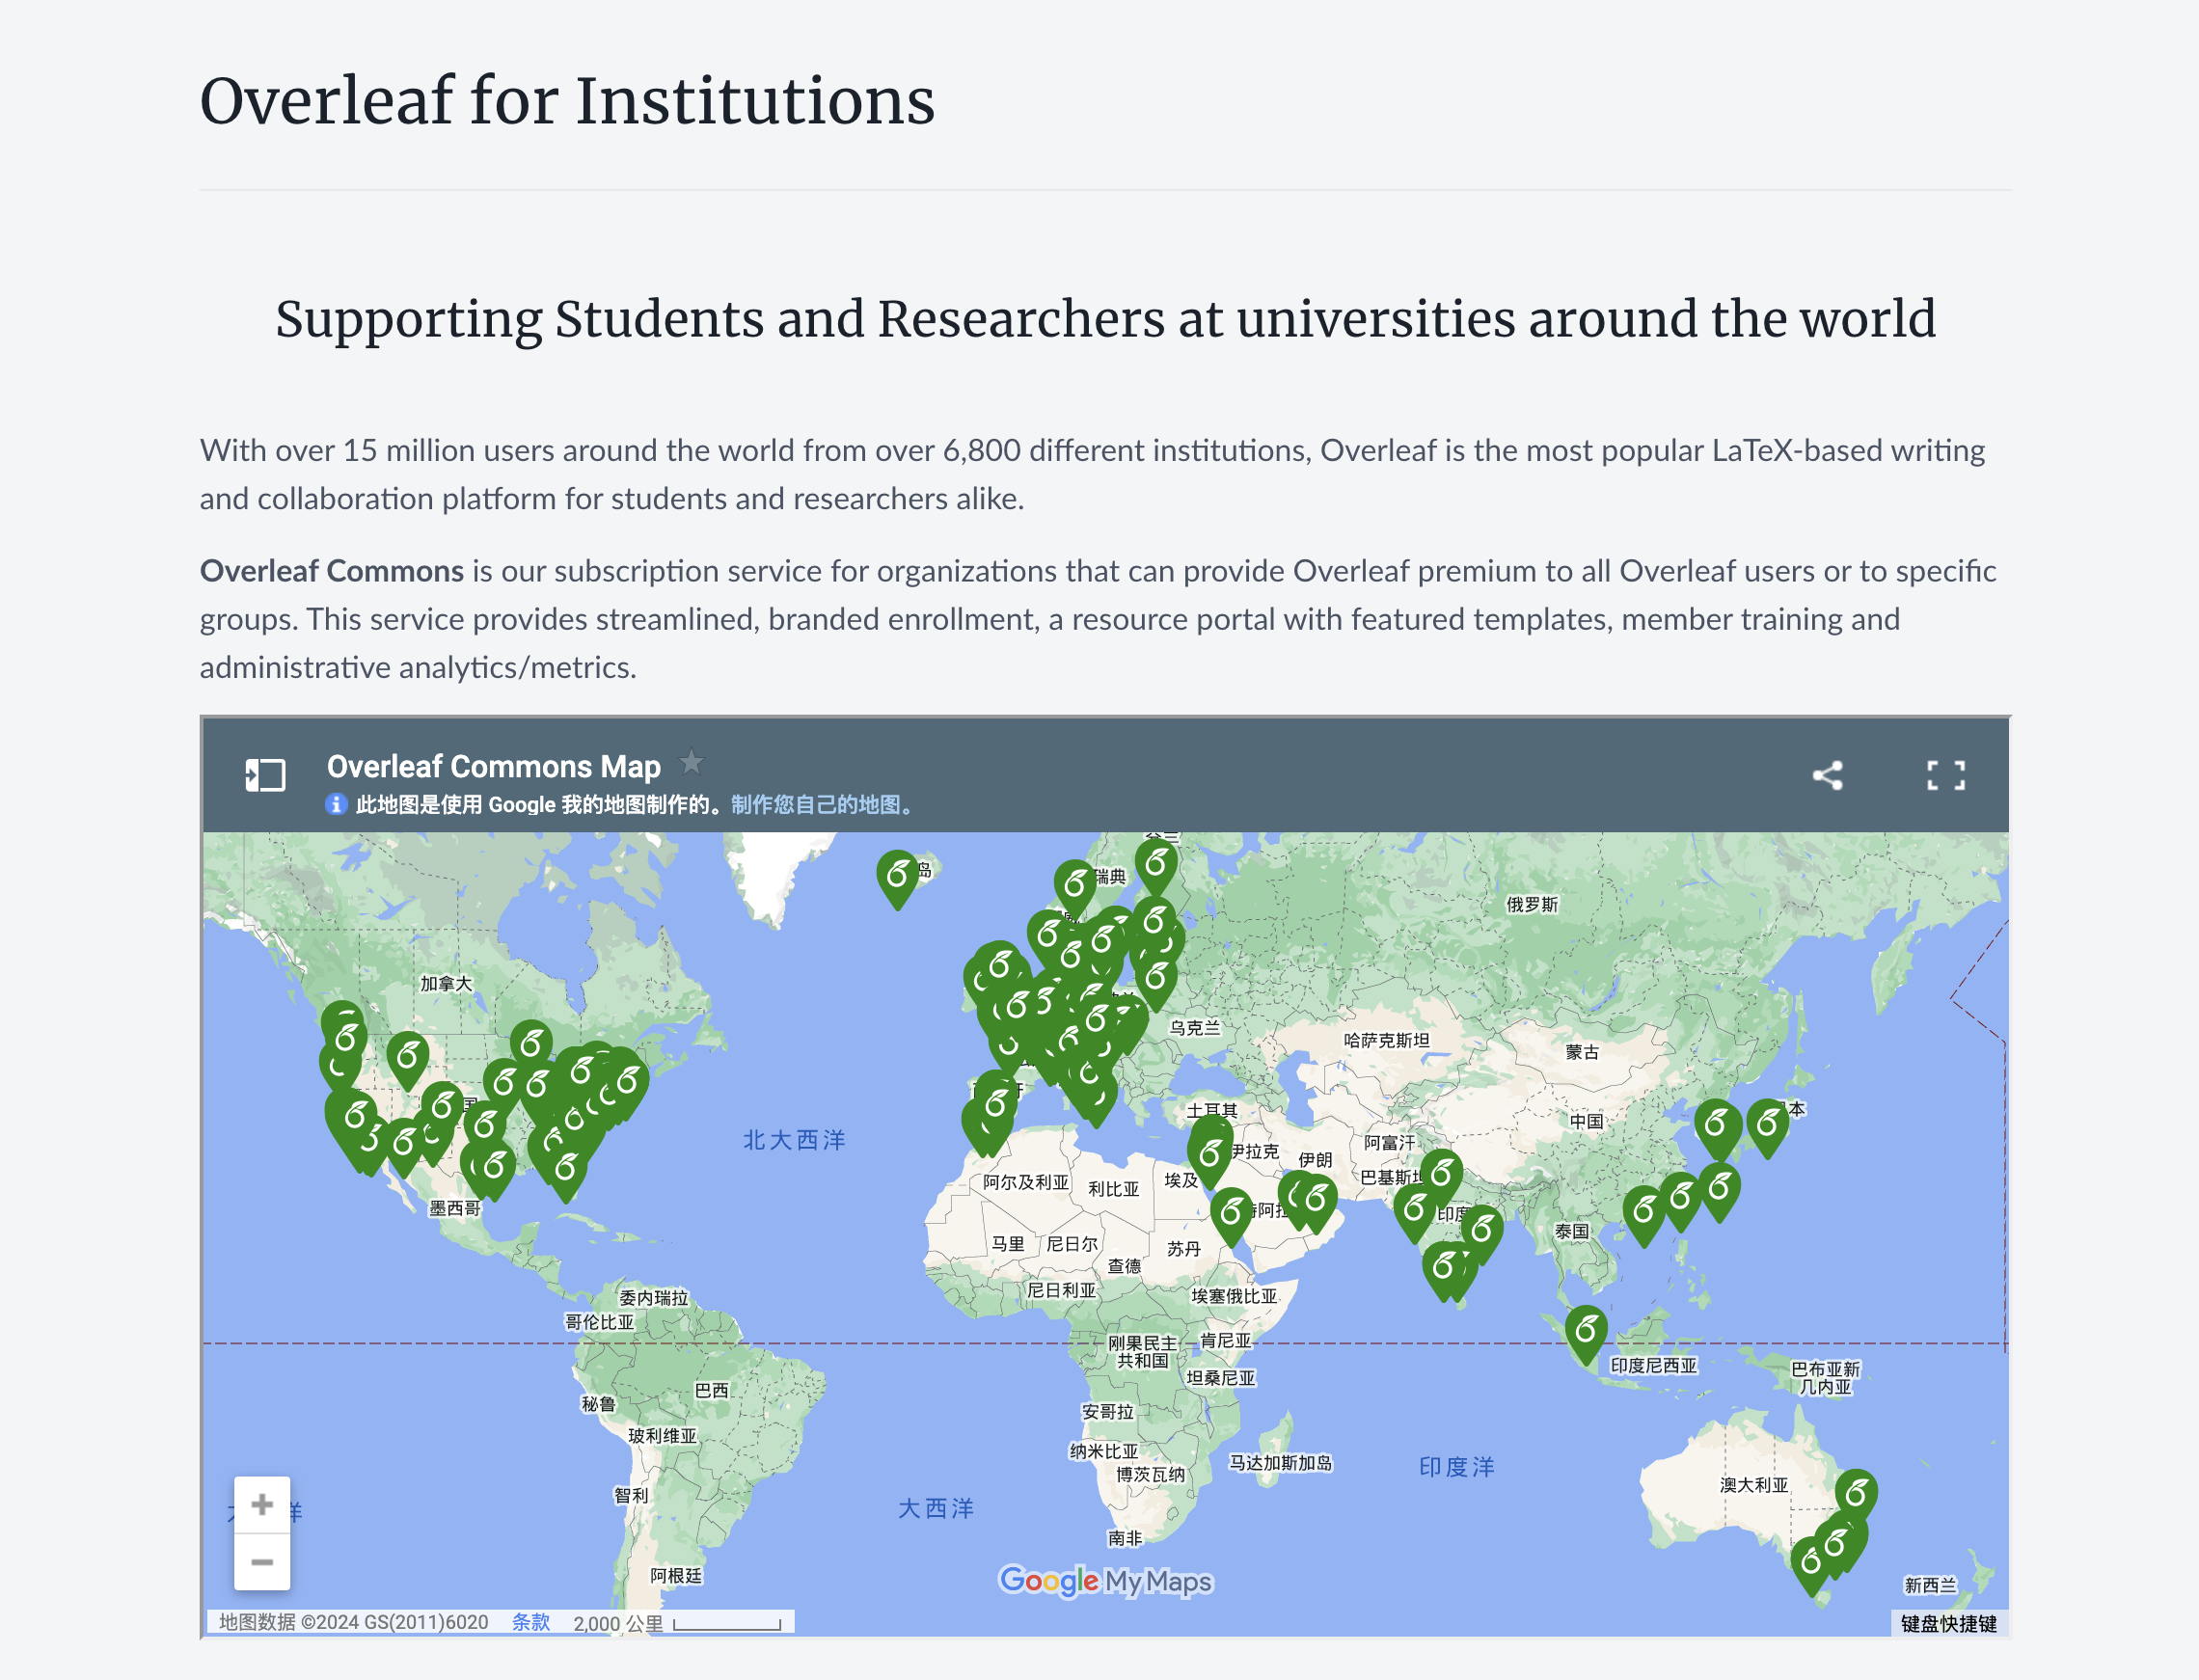 Overleaf for Institutions
Supporting Students and Researchers at universities around the world
With over 15 million users around the world from over 6,800 different institutions, Overleaf is the most popular LaTeX-based writing
and collaboration platform for students and researchers alike.
Overleaf Commons is our subscription service for organizations that can provide Overleaf premium to all Overleaf users or to specific
groups. This service provides streamlined, branded enrollment, a resource portal with featured templates, member training and
administrative analytics/metrics.
Overleaf Commons Map
此地图是使用 Google 我的地图制作的。制作您自己的地图。
瑞典
俄罗斯
加拿大
乌克兰
哈萨克斯坦
蒙古
土耳其
中国
北大西洋
伊拉克
伊朗
阿富汗
阿尔及利亚
利比亚
埃及
墨西哥
马里
尼日尔
苏丹
泰国
查德
尼日利亚
埃塞俄比亚
委内瑞拉
哥伦比亚
刚果民主
共和国
肯尼亚
印度尼西亚
巴布亚新
几内亚
坦桑尼亚
巴西
秘鲁
安哥拉
玻利维亚
纳米比亚
博茨瓦纳
马达加斯加岛
印度洋
澳大利亚
智利
大西洋
南非
阿根廷
新西兰
Google My Maps
地图数据 ©2024 GS(2011)6020 条款 2,000 公里
键盘快捷键